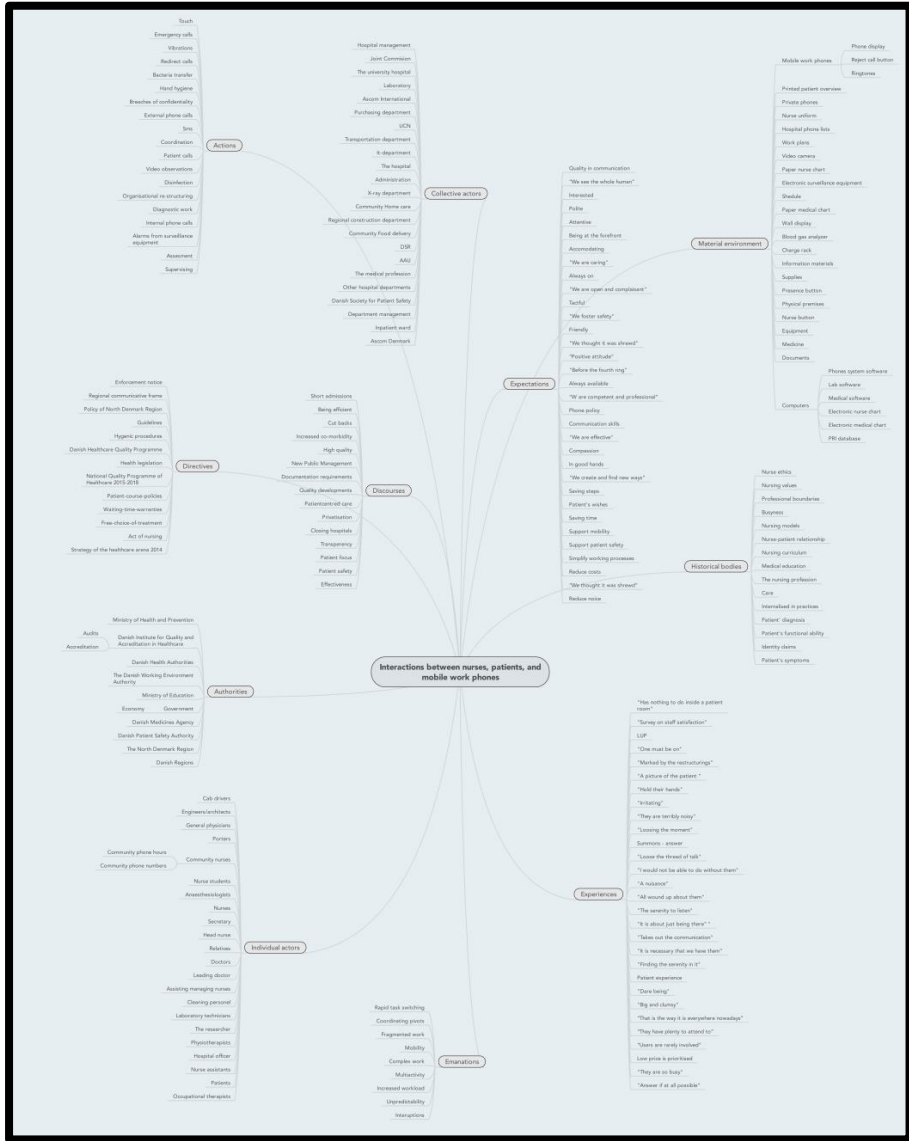 Touch
Emergency calls
Vibrations
Redirect calls
Bacteria transfer
Hand hygiene
Breaches of confidentiality
External phone calls
Sms
Coordination
Patient calls
Video observations
Disinfection
Organisational re-structuring
Diagnostic work
Internal phone calls
Alarms from surveillance
equipment
Assesment
Supervising
Actions
Hospital management
Joint Commision
The university hospital
Laboratory
Ascom International
Purchasing department
UCN
Transportation department
It-department
The hospital
Administration
X-ray department
Community Home care
Regional construction department
Community Food delivery
DSR
AAU
The medical profession
Other hospital departments
Danish Society for Patient Safety
Department management
Inpatient ward
Ascom Denmark
Collective actors
Enforcement notice
Regional communicative frame
Policy of North Denmark Region
Guidelines
Hygenic procedures
Danish Healthcare Quality Programme
Health legislation
National Quality Programme of
Healthcare 2015-2018
Patient-course-policies
Waiting-time-warranties
Free-choice-of-treatment
Act of nursing
Strategy of the healthcare arena 2014
Directives
Short admissions
Being efficient
Cut backs
Increased co-morbidity
High quality
New Public Management
Documentation requirements
Quality developments
Patientcentred care
Privatisation
Closing hospitals
Transparency
Patient focus
Patient safety
Effectiveness
Discourses
Ministry of Health and Prevention
Audits
Accreditation
Danish Institute for Quality and
Accreditation in Healthcare
Danish Health Authorities
The Danish Working Environment
Authority
Ministry of Education
Economy
Government
Danish Medicines Agency
Danish Patient Safety Authority
The North Denmark Region
Danish Regions
Authorities
Cab drivers
Engineers/architects
General physicians
Porters
Community phone hours
Community phone numbers
Community nurses
Nurse students
Anaesthesiologists
Nurses
Secretary
Head nurse
Relatives
Doctors
Leading doctor
Assisting managing nurses
Cleaning personal
Laboratory technicians
The researcher
Physiotherapists
Hospital officer
Nurse assistants
Patients
Occupational therapists
Individual actors
Rapid task switching
Coordinating pivots
Fragmented work
Mobility
Complex work
Multiactivity
Increased workload
Unpredictability
Interuptions
Emanations
Interactions between nurses, patients, and
mobile work phones
Expectations
Quality in communication
"We see the whole human"
Interested
Polite
Attentive
Being at the forefront
Accomodating
"We are caring"
Always on
"We are open and complaisant"
Tactful
"We foster safety"
Friendly
"We thought it was shrewd"
"Positive attitude"
"Before the fourth ring"
Always available
"W are competent and professional"
Phone policy
Communication skills
"We are effective"
Compassion
In good hands
"We create and find new ways"
Saving steps
Patient's wishes
Saving time
Support mobility
Support patient safety
Simplify working processes
Reduce costs
"We thought it was shrewd"
Reduce noise
Material environment
Mobile work phones
Phone display
Reject call button
Ringtones
Printed patient overview
Private phones
Nurse uniform
Hospital phone lists
Work plans
Video camera
Paper nurse chart
Electronic surveillance equipment
Shedule
Paper medical chart
Wall display
Blood gas analyzer
Charge rack
Information materials
Supplies
Presence button
Physical premises
Nurse button
Equipment
Medicine
Documents
Computers
Phones system software
Lab software
Medical software
Electronic nurse chart
Electronic medical chart
PRI database
Historical bodies
Nurse ethics
Nursing values
Professional bounderies
Busyness
Nursing models
Nurse-patient relationship
Nursing curriculum
Medical education
The nursing profession
Care
Internalised in practices
Patient' diagnosis
Patient's functional ability
Identity claims
Patient's symptoms
Experiences
"Has nothing to do inside a patient
room"
"Survey on staff satisfaction"
LUP
"One must be on"
"Marked by the restructurings"
"A picture of the patient "
"Hold their hands"
"Irritating"
"They are terribly noisy"
"Loosing the moment"
Summons - answer
"Loose the thread of talk"
"I would not be able to do without them"
"A nuisance"
"All wound up about them"
"The serenity to listen"
"It is about just being there" "
"Takes out the communication"
"It is necessary that we have them"
"Finding the serenity in it"
Patient experience
"Dare being"
"Big and clumsy"
"That is the way it is everywhere nowadays"
"They have plenty to attend to"
"Users are rarely involved"
Low price is prioritised
"They are so busy"
"Answer if at all possible"